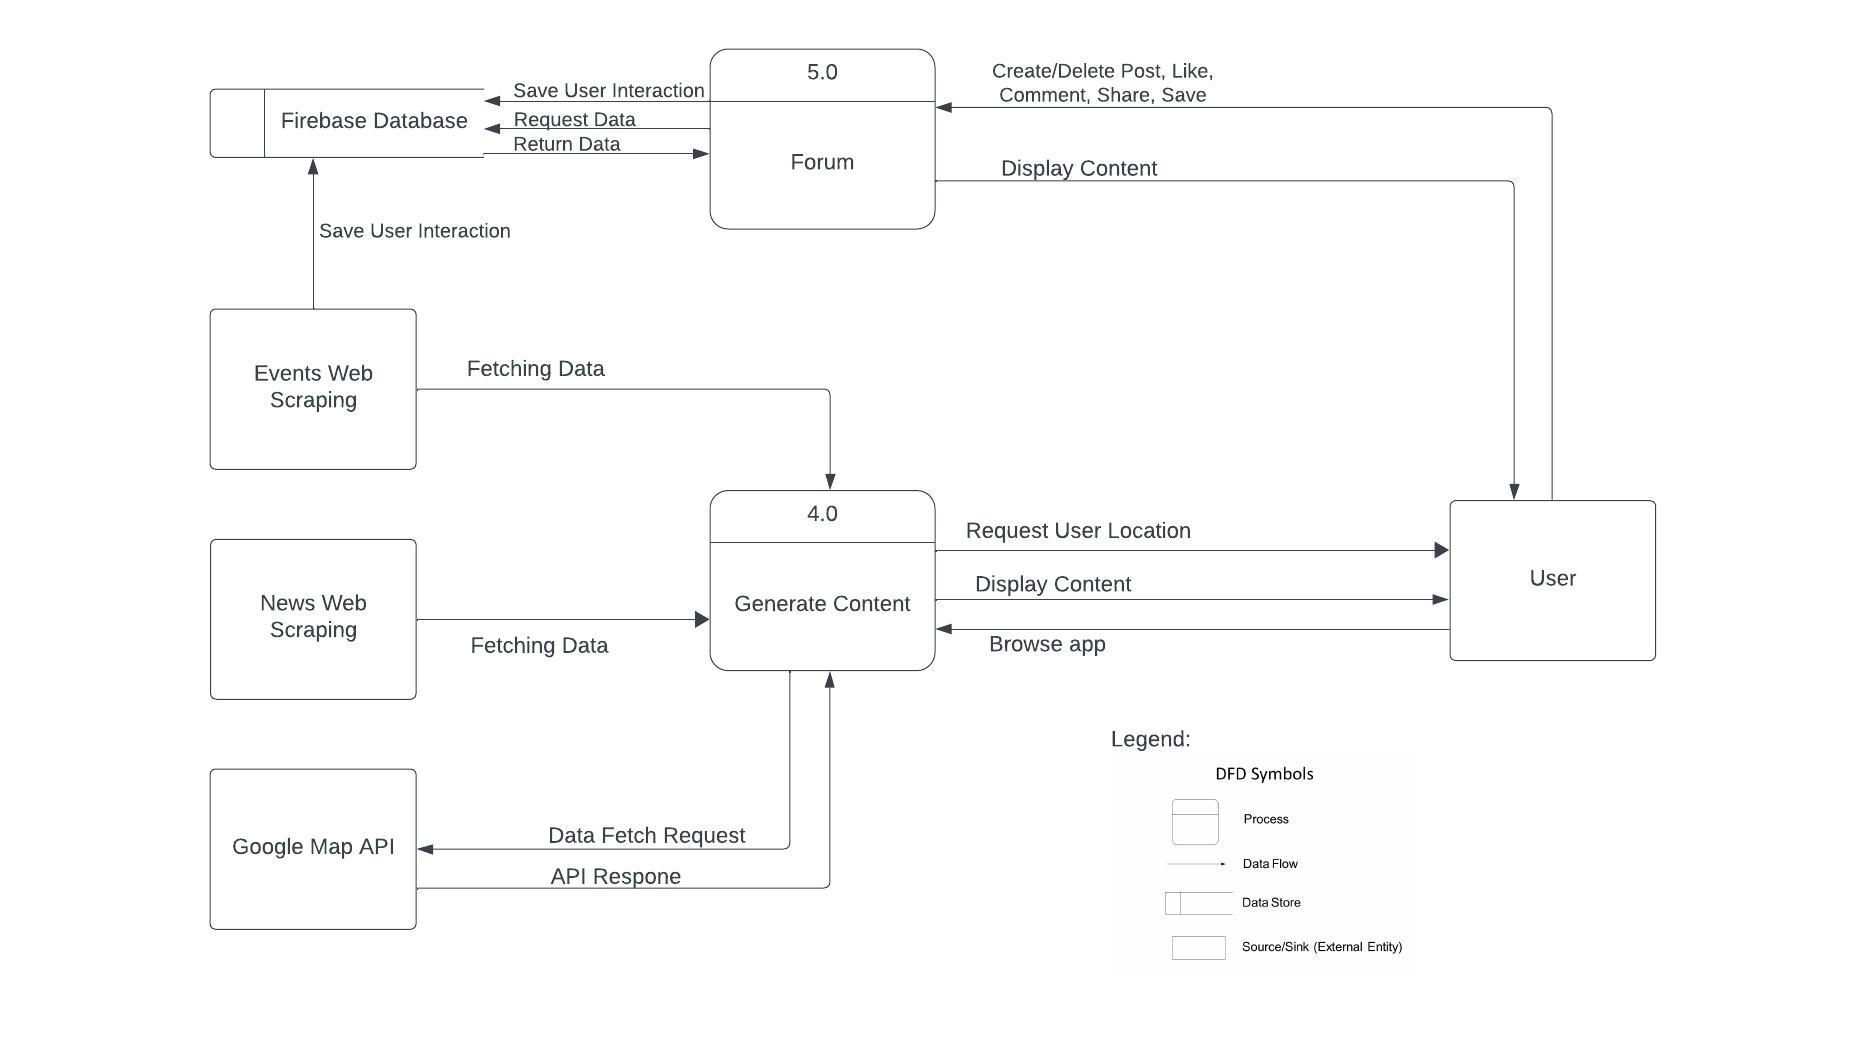 5.0
Create/Delete Post, Like,
Comment, Share, Save
Save User Interaction
Firebase Database
Request Data
Return Data
Forum
Display Content
Save User Interaction
Events Web
Scraping
Fetching Data
4.0
Request User Location
Display Content
User
News Web
Scraping
Generate Content
Fetching Data
Browse app
Legend:
DFD Symbols
Process
Data Flow
Data Store
Source/Sink (External Entity)
Data Fetch Request
Google Map API
API Respone